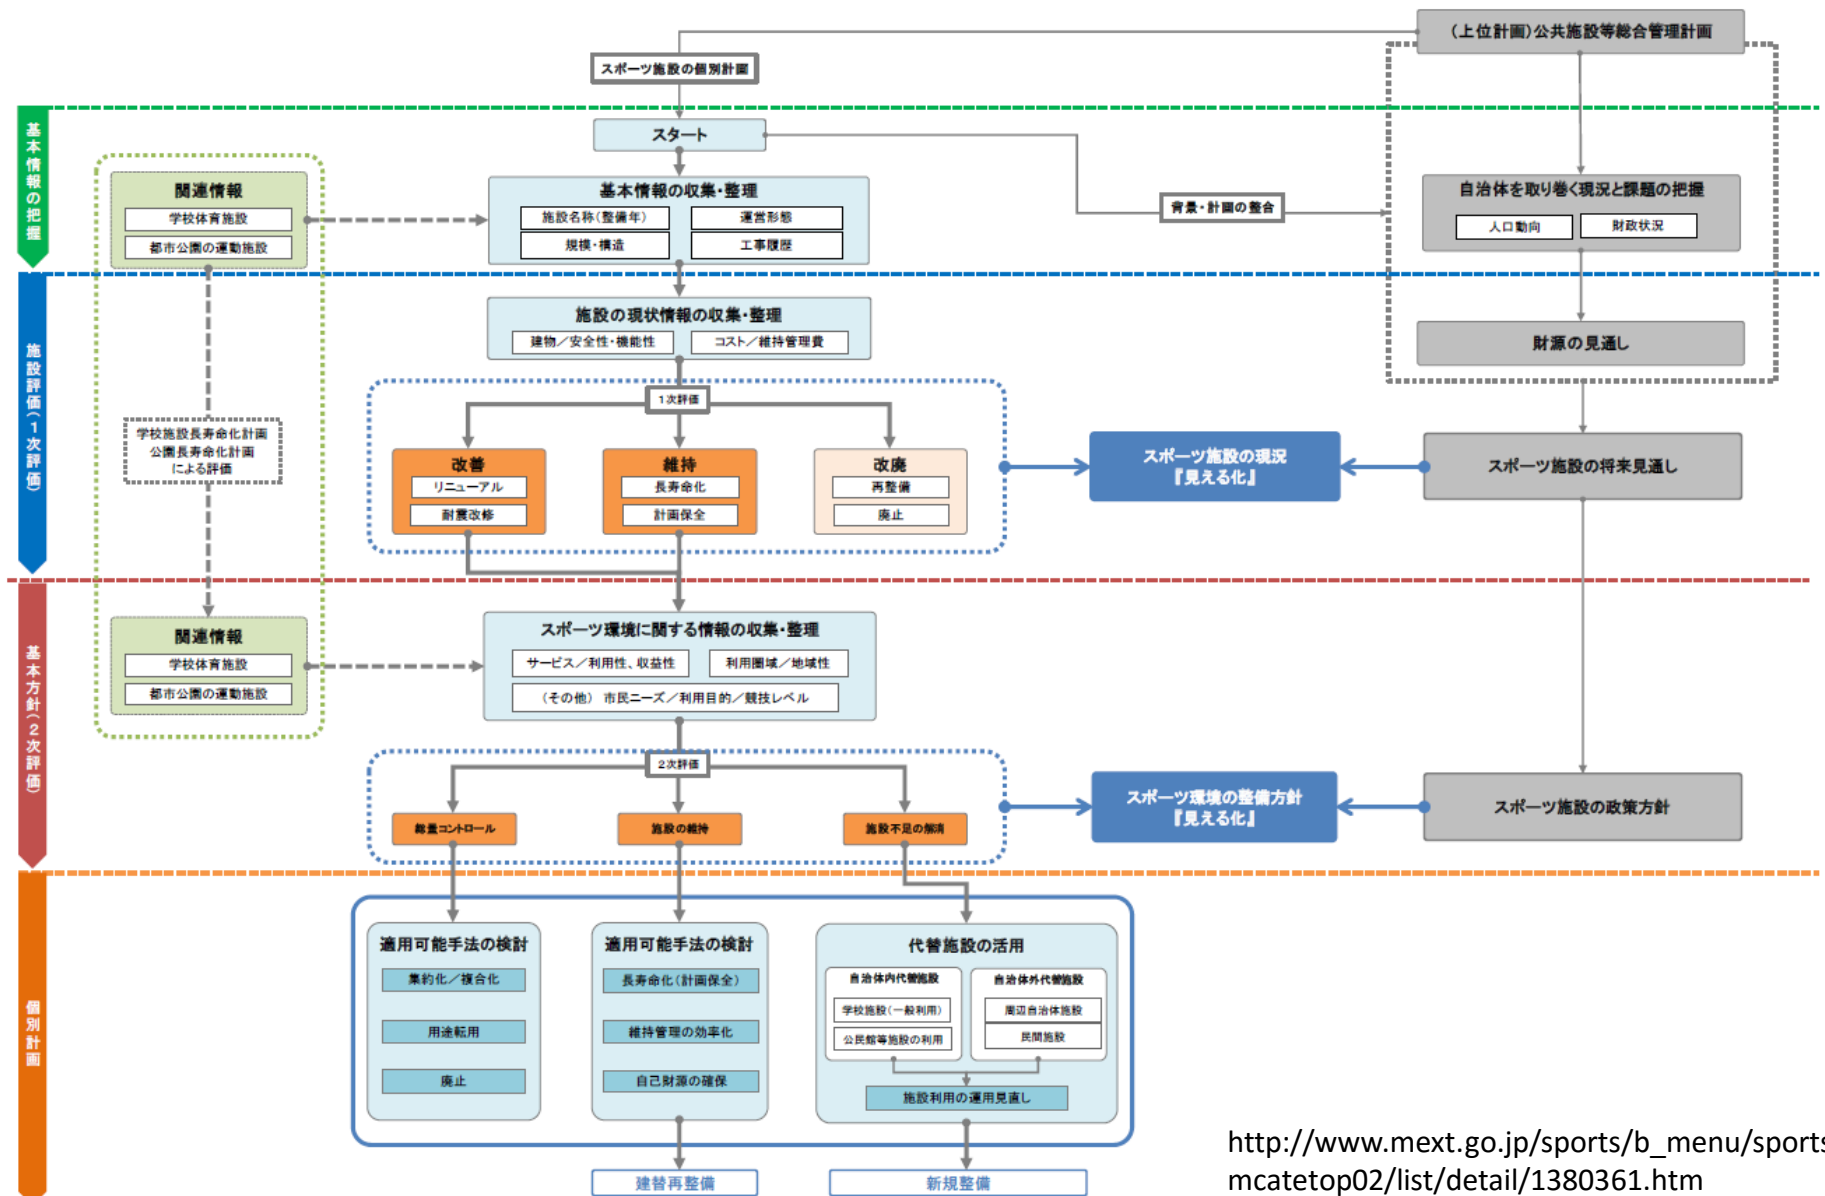 (上位計画)公共施設等総合管理計画
スポーツ施設の個別計画
基本情報の把握
スタート
関連情報
学校体育施設
都市公園の運動施設
基本情報の収集・整理
施設名称(整備年)
運営形態
規模・構造
工事履歴
背景・計画の整合
自治体を取り巻く現況と課題の把握
人口動向
財政状況
施設評価(1次評価)
施設の現状情報の収集・整理
建物/安全性・機能性
コスト/維持管理費
財源の見通し
1次評価
学校施設長寿命化計画
公園長寿命化計画
による評価
改善
リニューアル
耐震改修
維持
長寿命化
計画保全
改廃
再整備
廃止
スポーツ施設の現況
『見える化』
スポーツ施設の将来見通し
基本方針(2次評価)
関連情報
学校体育施設
都市公園の運動施設
スポーツ環境に関する情報の収集・整理
サービス/利用性、収益性
利用圏域/地域性
(その他) 市民ニーズ/利用目的/競技レベル
2次評価
総量コントロール
施設の維持
施設不足の解消
スポーツ環境の整備方針
『見える化』
スポーツ施設の政策方針
個別計画
適用可能手法の検討
集約化/複合化
用途転用
廃止
適用可能手法の検討
長寿命化(計画保全)
維持管理の効率化
自己財源の確保
代替施設の活用
自治体内代替施設
学校施設(一般利用)
公民館等施設の利用
自治体外代替施設
周辺自治体施設
民間施設
施設利用の運用見直し
建替再整備
新規整備
http://www.mext.go.jp/sports/b_menu/sports
mcatetop02/list/detail/1380361.htm